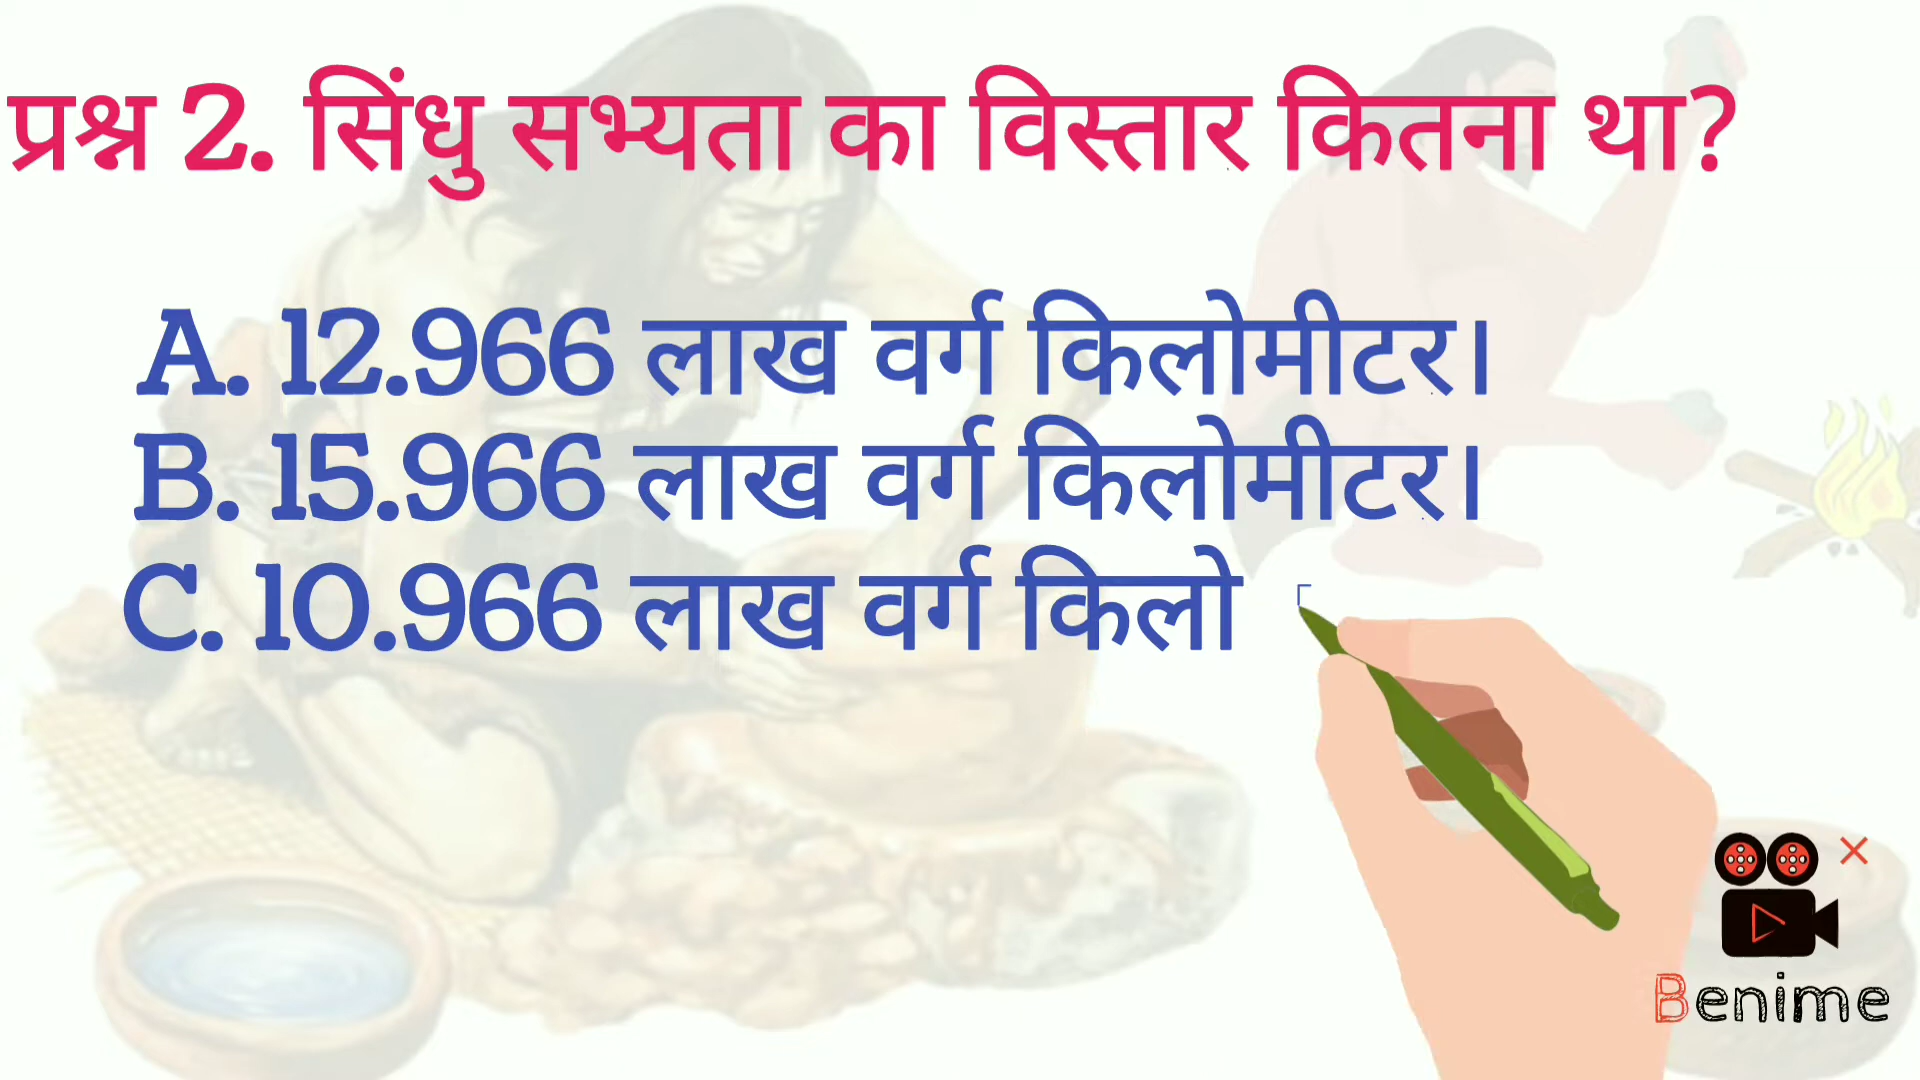 प्रश्न 2. सिंधु सभ्यता का विस्तार कितना था?
A. 12.966 लाख वर्ग किलोमीटर।
B. 15.966 लाख वर्ग किलोमीटर।
C. 10.966 लाख वर्ग किलो
Benime